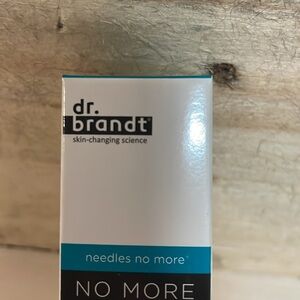 dr.
brandt
skin-changing science
needles no more
NO MORE